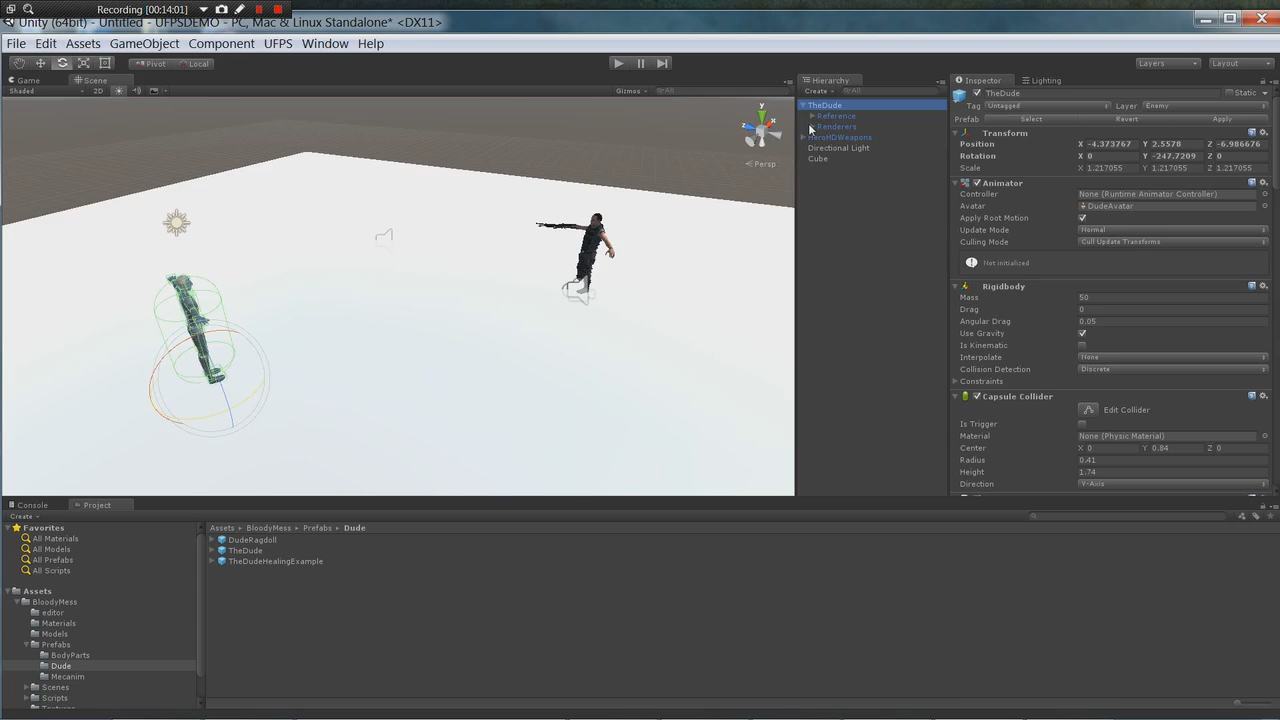 Recording [00:14:01]
Unity (64bit) - Untitled - UFPSDEMO - PC, Mac & Linux Standalone* <DX11>
File Edit Assets GameObject Component UFPS Window Help
Pivot Local Layers Layout
Game Scene
Shaded 2D Gizmos All
y
x
z
Persp
Hierarchy
Create All
TheDude
Reference
Renderers
HeroHDWeapons
Directional Light
Cube
Inspector Lighting
TheDude Static
Tag Untagged Layer Enemy
Prefab Select Revert Apply
Transform
Position X -4.373767 Y 2.5578 Z -6.986676
Rotation X 0 Y -247.7209 Z 0
Scale X 1.217055 Y 1.217055 Z 1.217055
Animator
Controller None (Runtime Animator Controller)
Avatar DudeAvatar
Apply Root Motion
Update Mode Normal
Culling Mode Cull Update Transforms
Not initialized
Rigidbody
Mass 50
Drag 0
Angular Drag 0.05
Use Gravity
Is Kinematic
Interpolate None
Collision Detection Discrete
Constraints
Capsule Collider
Edit Collider
Is Trigger
Material None (Physic Material)
Center X 0 Y 0.84 Z 0
Radius 0.41
Height 1.74
Direction Y-Axis
Console Project
Create
Favorites
All Materials
All Models
All Prefabs
All Scripts
Assets
BloodyMess
editor
Materials
Models
Prefabs
BodyParts
Dude
Mecanim
Scenes
Scripts
Assets BloodyMess Prefabs Dude
DudeRagdoll
TheDude
TheDudeHealingExample